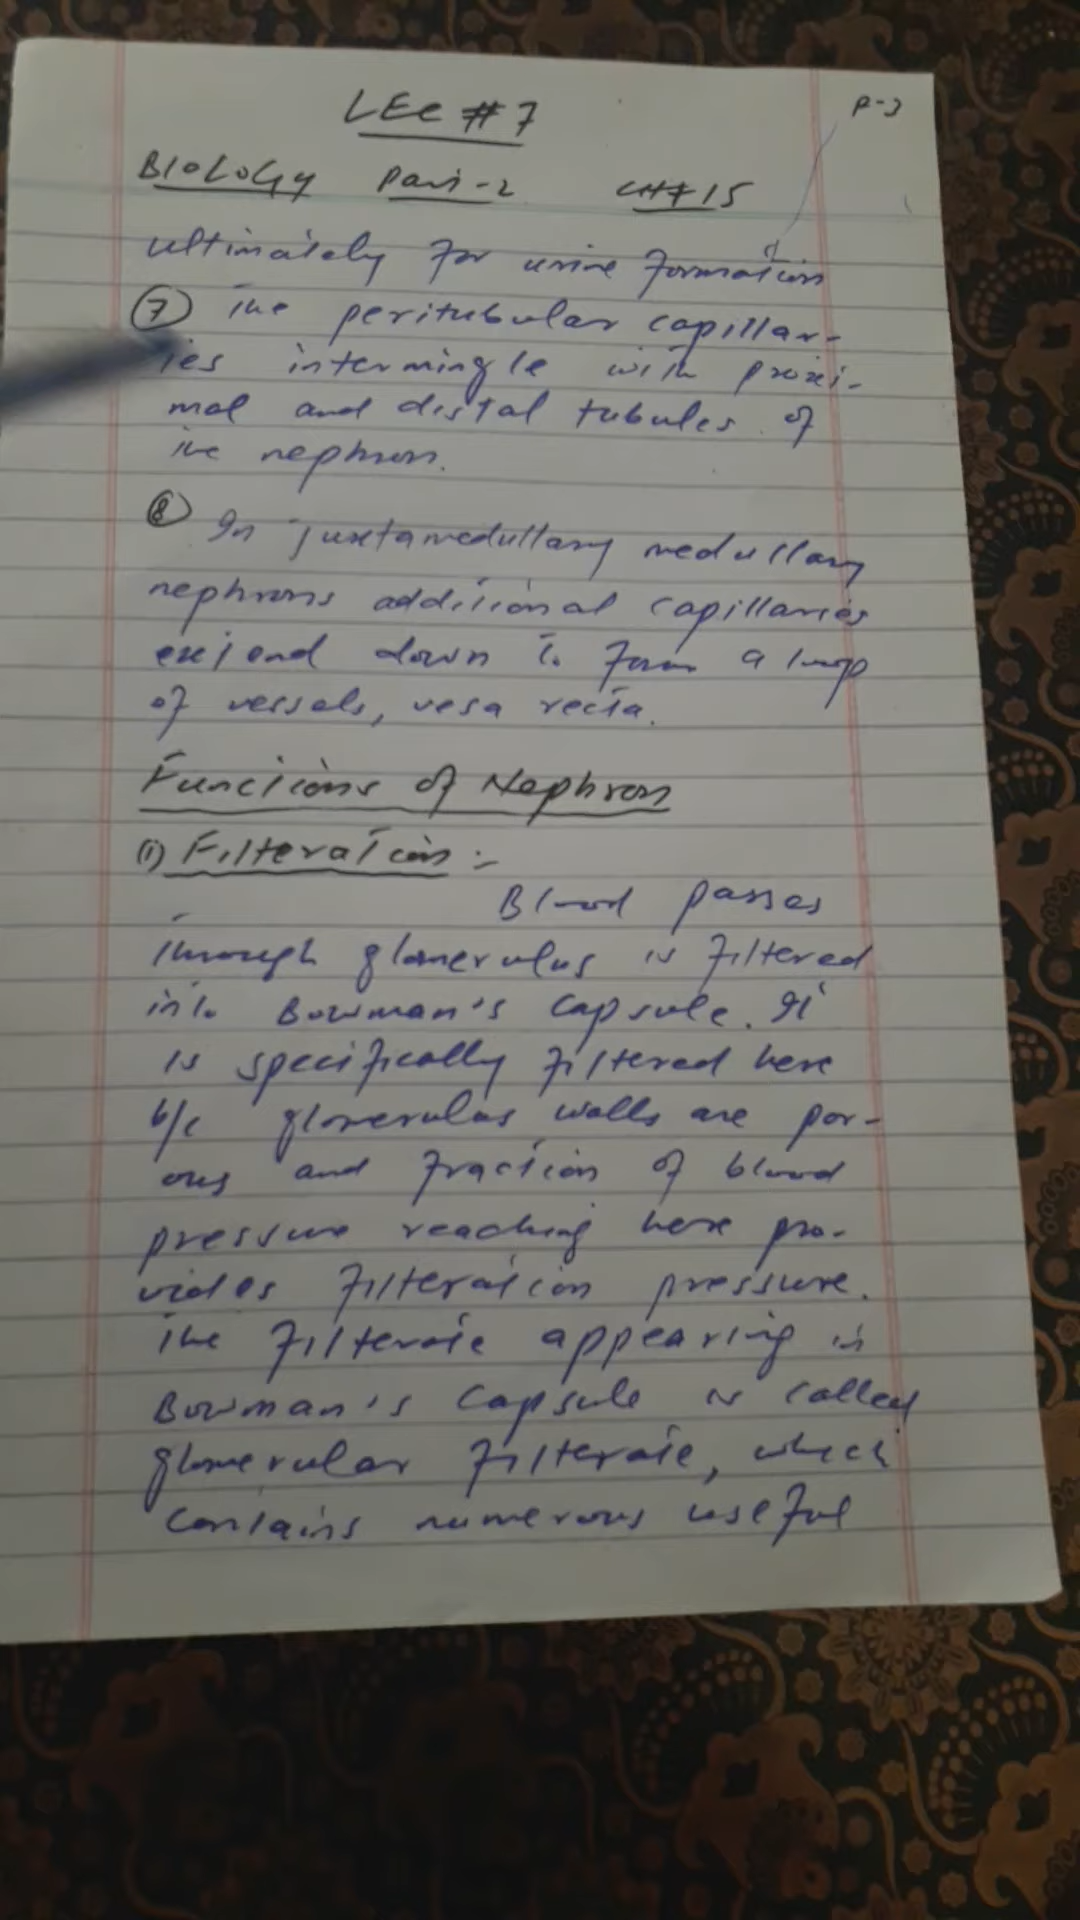 LEC #7
P-3
BIOLOGY Part-2 CH#15
ultimately for urine formation
⑦ The peritubular capillar-
ies intermingle with proxi-
mal and distal tubules of
the nephron.
⑧ In juxtamedullary medullary
nephrons additional capillaries
extend down to form a loop
of vessels, vesa recta.
Functions of Nephron
(i) Filteration :-
Blood passes
through glomerulus is filtered
into Bowman's capsule. It
is specifically filtered here
b/c glomerulus walls are por-
ous and fraction of blood
pressure reaching here pro-
vides filteration pressure.
The filterate appearing in
Bowman's capsule is called
glomerular filterate, which
contains numerous useful